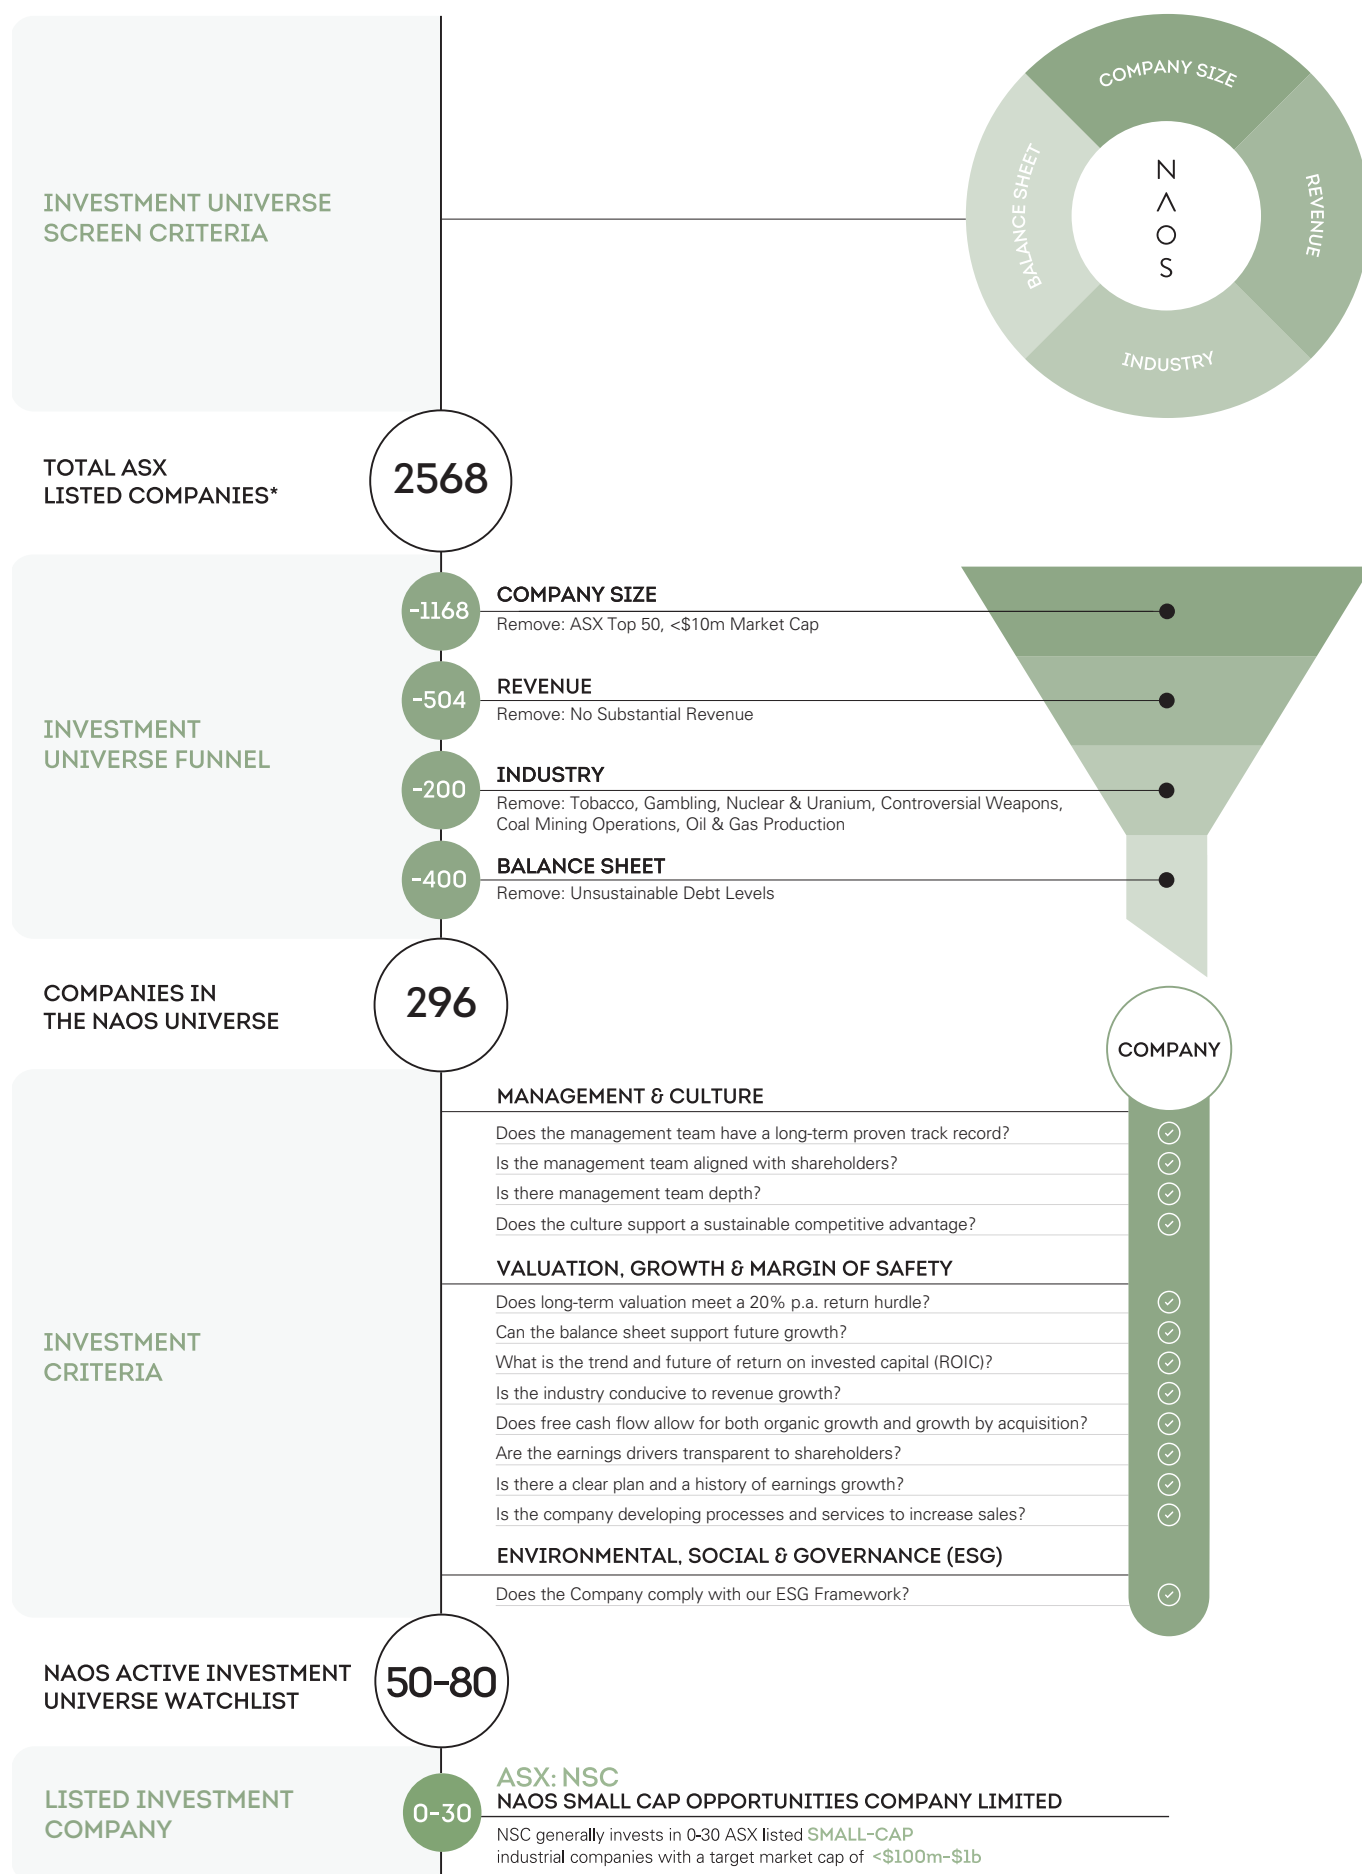 INVESTMENT UNIVERSE
SCREEN CRITERIA
COMPANY SIZE
REVENUE
INDUSTRY
BALANCE SHEET
NΛOS
TOTAL ASX
LISTED COMPANIES*
2568
INVESTMENT
UNIVERSE FUNNEL
-1168
COMPANY SIZE
Remove: ASX Top 50, <$10m Market Cap
-504
REVENUE
Remove: No Substantial Revenue
-200
INDUSTRY
Remove: Tobacco, Gambling, Nuclear & Uranium, Controversial Weapons,
Coal Mining Operations, Oil & Gas Production
-400
BALANCE SHEET
Remove: Unsustainable Debt Levels
COMPANIES IN
THE NAOS UNIVERSE
296
COMPANY
INVESTMENT
CRITERIA
MANAGEMENT & CULTURE
Does the management team have a long-term proven track record?
Is the management team aligned with shareholders?
Is there management team depth?
Does the culture support a sustainable competitive advantage?
VALUATION, GROWTH & MARGIN OF SAFETY
Does long-term valuation meet a 20% p.a. return hurdle?
Can the balance sheet support future growth?
What is the trend and future of return on invested capital (ROIC)?
Is the industry conducive to revenue growth?
Does free cash flow allow for both organic growth and growth by acquisition?
Are the earnings drivers transparent to shareholders?
Is there a clear plan and a history of earnings growth?
Is the company developing processes and services to increase sales?
ENVIRONMENTAL, SOCIAL & GOVERNANCE (ESG)
Does the Company comply with our ESG Framework?
NAOS ACTIVE INVESTMENT
UNIVERSE WATCHLIST
50-80
LISTED INVESTMENT
COMPANY
0-30
ASX: NSC
NAOS SMALL CAP OPPORTUNITIES COMPANY LIMITED
NSC generally invests in 0-30 ASX listed SMALL-CAP
industrial companies with a target market cap of <$100m-$1b